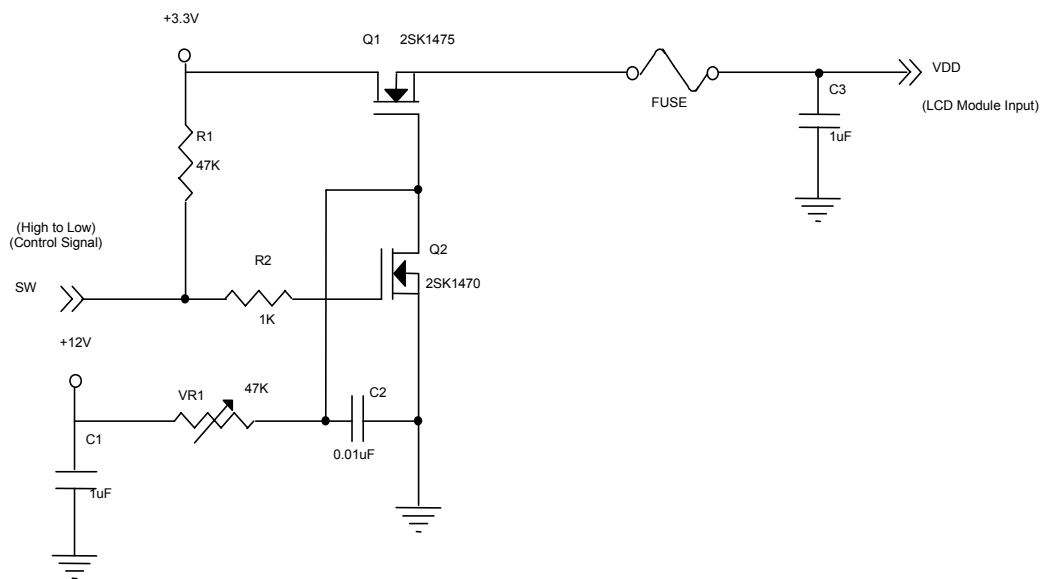 +3.3V
Q1 2SK1475
VDD
C3
FUSE
(LCD Module Input)
R1
1uF
47K
(High to Low)
(Control Signal)
Q2
R2
SW
2SK1470
1K
+12V
VR1
47K
C2
C1
0.01uF
1uF